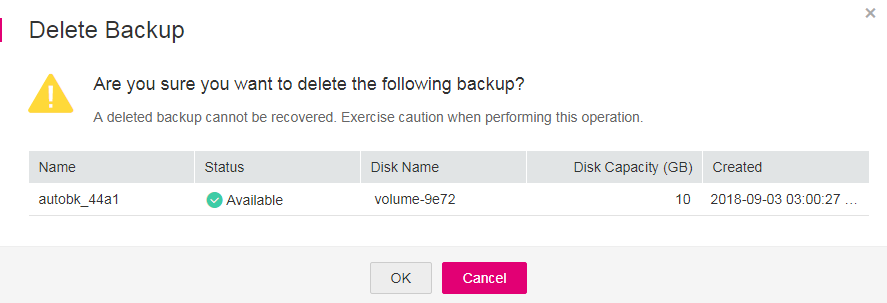 Delete Backup
Are you sure you want to delete the following backup?
A deleted backup cannot be recovered. Exercise caution when performing this operation.
Name Status Disk Name Disk Capacity (GB) Created
autobk_44a1 Available volume-9e72 10 2018-09-03 03:00:27 ...
OK Cancel